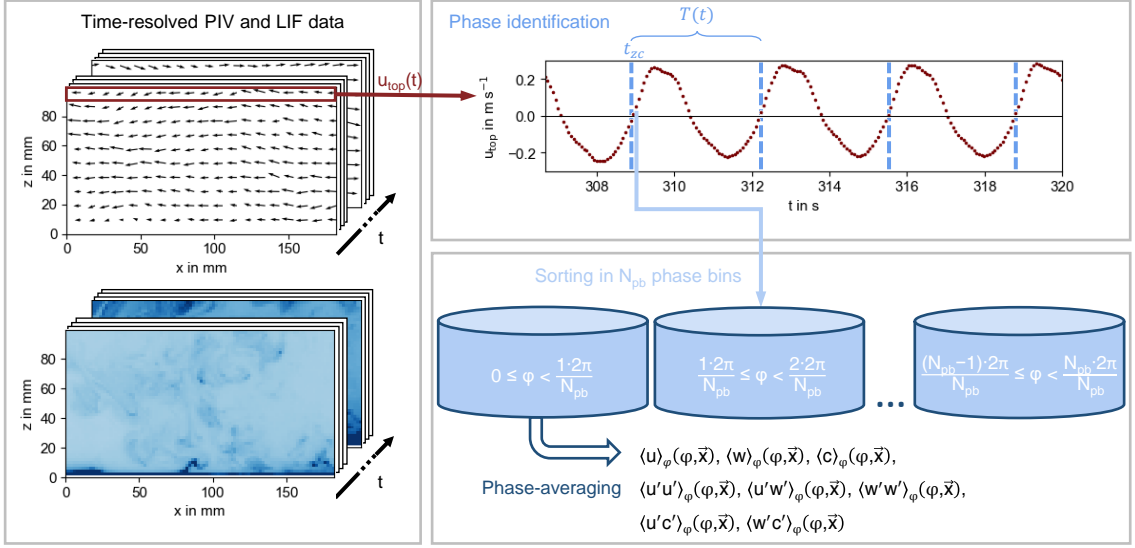 Time-resolved PIV and LIF data
u_top(t)
z in mm
80
60
40
20
0
0 50 100 150
x in mm
t
z in mm
80
60
40
20
0
0 50 100 150
x in mm
t
Phase identification
T(t)
t_zc
u_top in m s⁻¹
0.2
0.0
−0.2
308 310 312 314 316 318 320
t in s
Sorting in N_pb phase bins
0 ≤ φ < 1·2π/N_pb
1·2π/N_pb ≤ φ < 2·2π/N_pb
...
(N_pb−1)·2π/N_pb ≤ φ < N_pb·2π/N_pb
Phase-averaging
⟨u⟩_φ(φ,x⃗), ⟨w⟩_φ(φ,x⃗), ⟨c⟩_φ(φ,x⃗),
⟨u′u′⟩_φ(φ,x⃗), ⟨u′w′⟩_φ(φ,x⃗), ⟨w′w′⟩_φ(φ,x⃗),
⟨u′c′⟩_φ(φ,x⃗), ⟨w′c′⟩_φ(φ,x⃗)